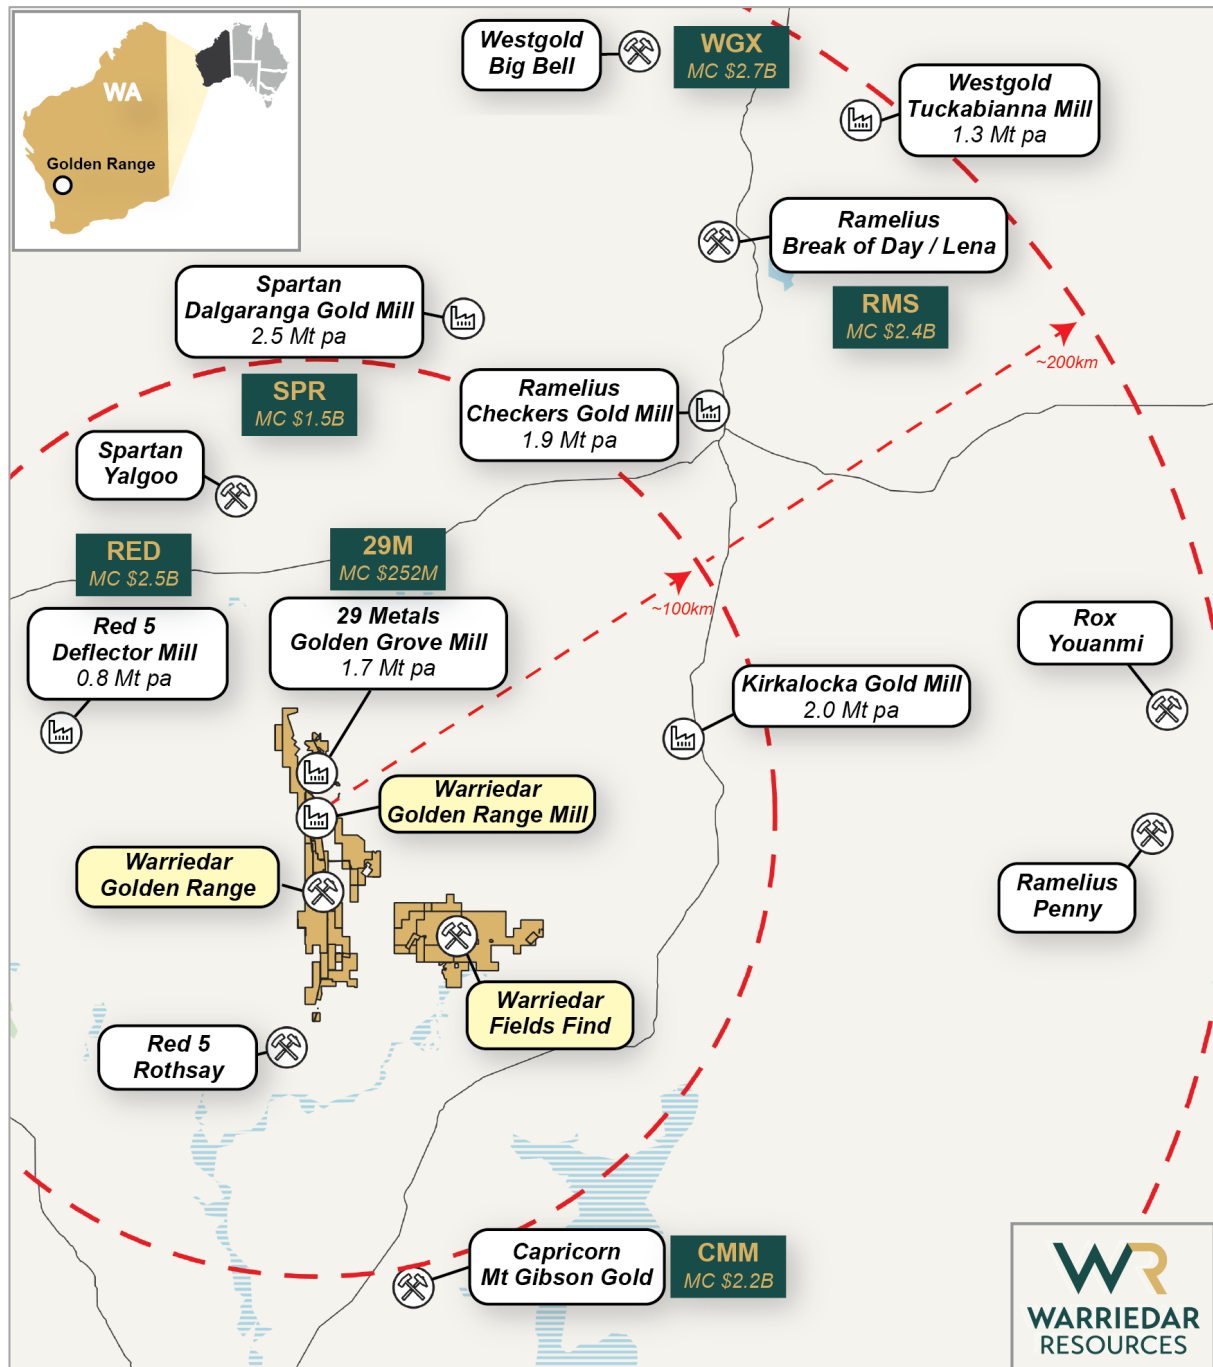 WA
Golden Range
Westgold
Big Bell
WGX
MC $2.7B
Westgold
Tuckabianna Mill
1.3 Mt pa
Ramelius
Break of Day / Lena
RMS
MC $2.4B
Spartan
Dalgaranga Gold Mill
2.5 Mt pa
SPR
MC $1.5B
~200km
Ramelius
Checkers Gold Mill
1.9 Mt pa
Spartan
Yalgoo
RED
MC $2.5B
29M
MC $252M
Red 5
Deflector Mill
0.8 Mt pa
29 Metals
Golden Grove Mill
1.7 Mt pa
~100km
Rox
Youanmi
Kirkalocka Gold Mill
2.0 Mt pa
Warriedar
Golden Range Mill
Warriedar
Golden Range
Ramelius
Penny
Warriedar
Fields Find
Red 5
Rothsay
Capricorn
Mt Gibson Gold
CMM
MC $2.2B
WR
WARRIEDAR
RESOURCES